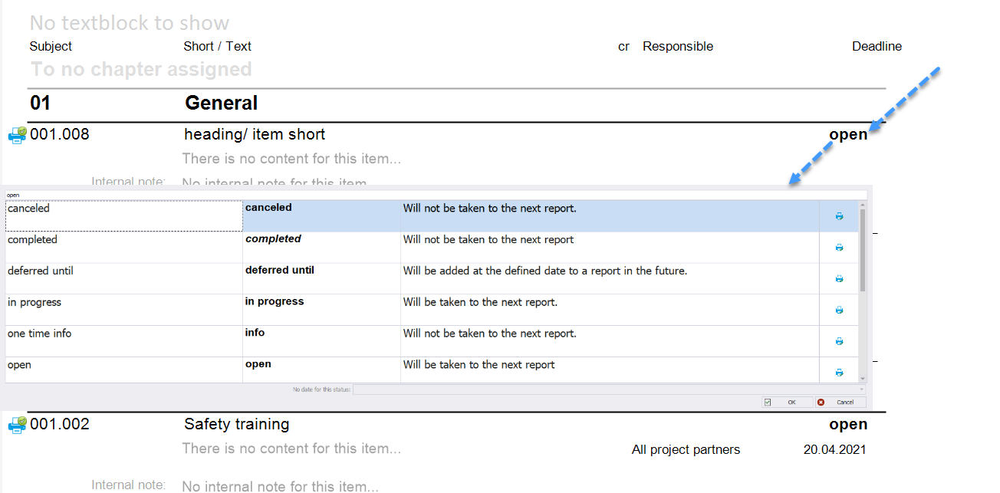 No textblock to show
Subject Short / Text cr Responsible Deadline
To no chapter assigned
01 General
001.008 heading/ item short open
There is no content for this item...
Internal note: No internal note for this item
open
canceled canceled Will not be taken to the next report.
completed completed Will not be taken to the next report
deferred until deferred until Will be added at the defined date to a report in the future.
in progress in progress Will be taken to the next report.
one time info info Will not be taken to the next report.
open open Will be taken to the next report
No date for this status:
OK Cancel
001.002 Safety training open
There is no content for this item... All project partners 20.04.2021
Internal note: No internal note for this item...